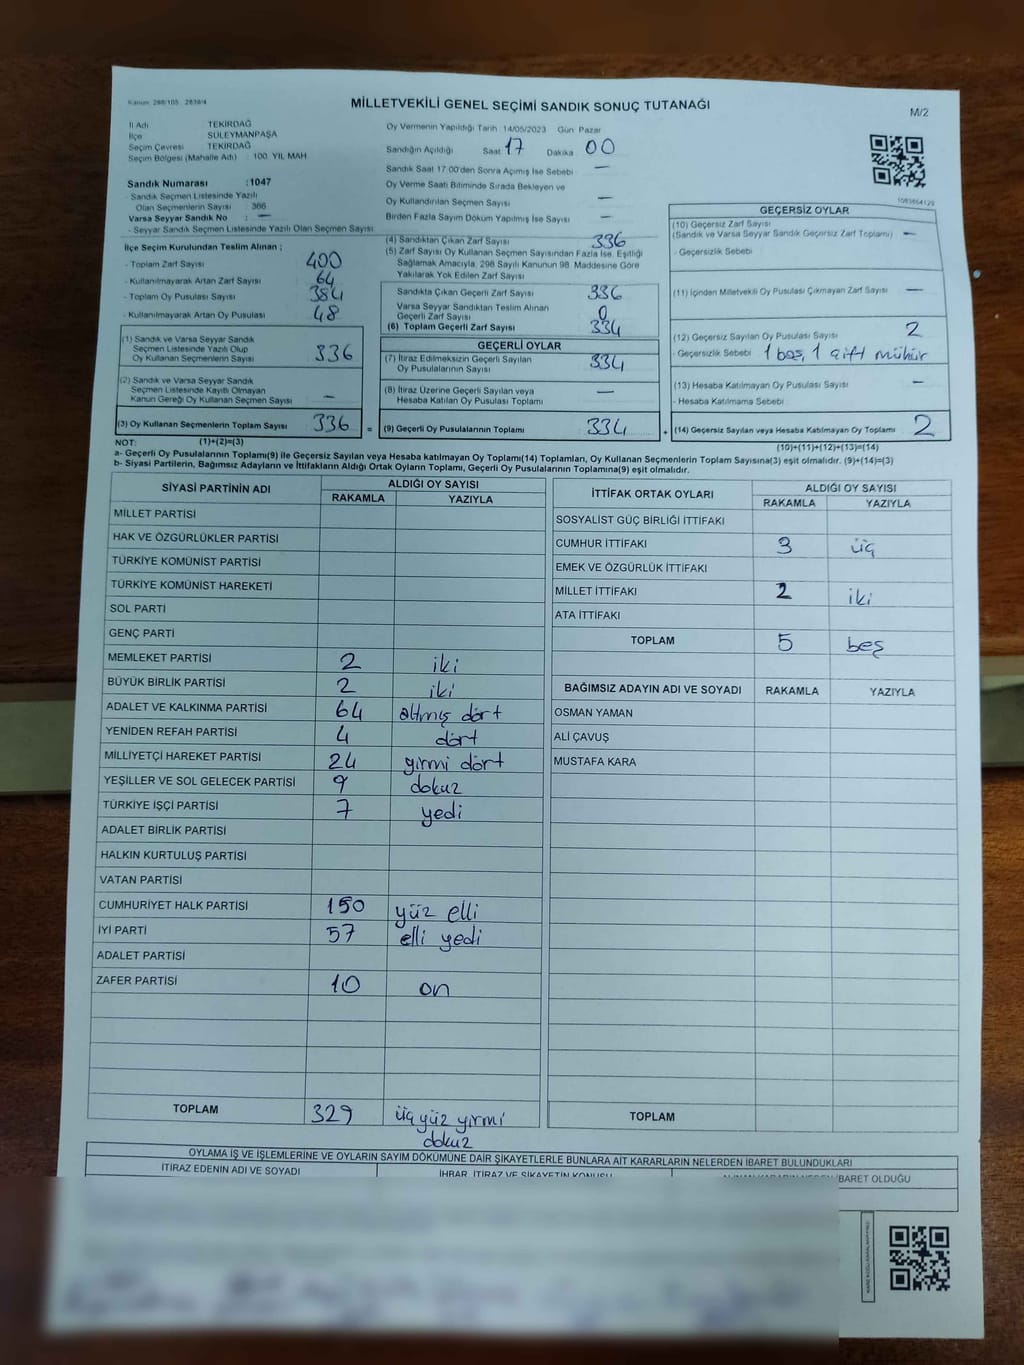 Kanun: 298/105 : 2839/4
MİLLETVEKİLİ GENEL SEÇİMİ SANDIK SONUÇ TUTANAĞI
M/2
İl Adı TEKİRDAĞ
İlçe SÜLEYMANPAŞA
Seçim Çevresi TEKİRDAĞ
Seçim Bölgesi (Mahalle Adı) : 100. YIL MAH
Oy Vermenin Yapıldığı Tarih : 14/05/2023 Gün: Pazar
Sandığın Açıldığı Saat 17 Dakika 00
Sandık Saat 17:00'den Sonra Açılmış İse Sebebi —
Oy Verme Saati Bitiminde Sırada Bekleyen ve
Oy Kullandırılan Seçmen Sayısı —
Birden Fazla Sayım Döküm Yapılmış İse Sayısı —
Sandık Numarası : 1047
- Sandık Seçmen Listesinde Yazılı
Olan Seçmenlerin Sayısı : 366
Varsa Seyyar Sandık No : —
- Seyyar Sandık Seçmen Listesinde Yazılı Olan Seçmen Sayısı
İlçe Seçim Kurulundan Teslim Alınan ;
- Toplam Zarf Sayısı 400
- Kullanılmayarak Artan Zarf Sayısı 64
- Toplam Oy Pusulası Sayısı 384
- Kullanılmayarak Artan Oy Pusulası 48
(1) Sandık ve Varsa Seyyar Sandık
Seçmen Listesinde Yazılı Olup
Oy Kullanan Seçmenlerin Sayısı 336
(2) Sandık ve Varsa Seyyar Sandık
Seçmen Listesinde Kayıtlı Olmayan
Kanun Gereği Oy Kullanan Seçmen Sayısı —
(3) Oy Kullanan Seçmenlerin Toplam Sayısı 336 =
(4) Sandıktan Çıkan Zarf Sayısı 336
(5) Zarf Sayısı Oy Kullanan Seçmen Sayısından Fazla İse, Eşitliği
Sağlamak Amacıyla, 298 Sayılı Kanunun 98. Maddesine Göre
Yakılarak Yok Edilen Zarf Sayısı
Sandıkta Çıkan Geçerli Zarf Sayısı 336
Varsa Seyyar Sandıktan Teslim Alınan
Geçerli Zarf Sayısı 0
(6) Toplam Geçerli Zarf Sayısı 334
GEÇERLİ OYLAR
(7) İtiraz Edilmeksizin Geçerli Sayılan
Oy Pusulalarının Sayısı 334
(8) İtiraz Üzerine Geçerli Sayılan veya
Hesaba Katılan Oy Pusulası Toplamı —
(9) Geçerli Oy Pusulalarının Toplamı 334 +
GEÇERSİZ OYLAR
(10) Geçersiz Zarf Sayısı
(Sandık ve Varsa Seyyar Sandık Geçersiz Zarf Toplamı) —
- Geçersizlik Sebebi
(11) İçinden Milletvekili Oy Pusulası Çıkmayan Zarf Sayısı —
(12) Geçersiz Sayılan Oy Pusulası Sayısı 2
- Geçersizlik Sebebi 1 boş, 1 çift mühür
(13) Hesaba Katılmayan Oy Pusulası Sayısı —
- Hesaba Katılmama Sebebi
(14) Geçersiz Sayılan veya Hesaba Katılmayan Oy Toplamı 2
NOT: (1)+(2)=(3)
(10)+(11)+(12)+(13)=(14)
a- Geçerli Oy Pusulalarının Toplamı(9) ile Geçersiz Sayılan veya Hesaba katılmayan Oy Toplamı(14) Toplamları, Oy Kullanan Seçmenlerin Toplam Sayısına(3) eşit olmalıdır. (9)+(14)=(3)
b- Siyasi Partilerin, Bağımsız Adayların ve İttifakların Aldığı Ortak Oyların Toplamı, Geçerli Oy Pusulalarının Toplamına(9) eşit olmalıdır.
SİYASİ PARTİNİN ADI ALDIĞI OY SAYISI
RAKAMLA YAZIYLA
MİLLET PARTİSİ
HAK VE ÖZGÜRLÜKLER PARTİSİ
TÜRKİYE KOMÜNİST PARTİSİ
TÜRKİYE KOMÜNİST HAREKETİ
SOL PARTİ
GENÇ PARTİ
MEMLEKET PARTİSİ 2 iki
BÜYÜK BİRLİK PARTİSİ 2 iki
ADALET VE KALKINMA PARTİSİ 64 altmış dört
YENİDEN REFAH PARTİSİ 4 dört
MİLLİYETÇİ HAREKET PARTİSİ 24 yirmi dört
YEŞİLLER VE SOL GELECEK PARTİSİ 9 dokuz
TÜRKİYE İŞÇİ PARTİSİ 7 yedi
ADALET BİRLİK PARTİSİ
HALKIN KURTULUŞ PARTİSİ
VATAN PARTİSİ
CUMHURİYET HALK PARTİSİ 150 yüz elli
İYİ PARTİ 57 elli yedi
ADALET PARTİSİ
ZAFER PARTİSİ 10 on
TOPLAM 329 üç yüz yirmi
dokuz
İTTİFAK ORTAK OYLARI ALDIĞI OY SAYISI
RAKAMLA YAZIYLA
SOSYALİST GÜÇ BİRLİĞİ İTTİFAKI
CUMHUR İTTİFAKI 3 üç
EMEK VE ÖZGÜRLÜK İTTİFAKI
MİLLET İTTİFAKI 2 iki
ATA İTTİFAKI
TOPLAM 5 beş
BAĞIMSIZ ADAYIN ADI VE SOYADI RAKAMLA YAZIYLA
OSMAN YAMAN
ALİ ÇAVUŞ
MUSTAFA KARA
TOPLAM
OYLAMA İŞ VE İŞLEMLERİNE VE OYLARIN SAYIM DÖKÜMÜNE DAİR ŞİKAYETLERLE BUNLARA AİT KARARLARIN NELERDEN İBARET BULUNDUKLARI
İTİRAZ EDENİN ADI VE SOYADI İHBAR, İTİRAZ VE ŞİKAYETİN KONUSU İBARET OLDUĞU